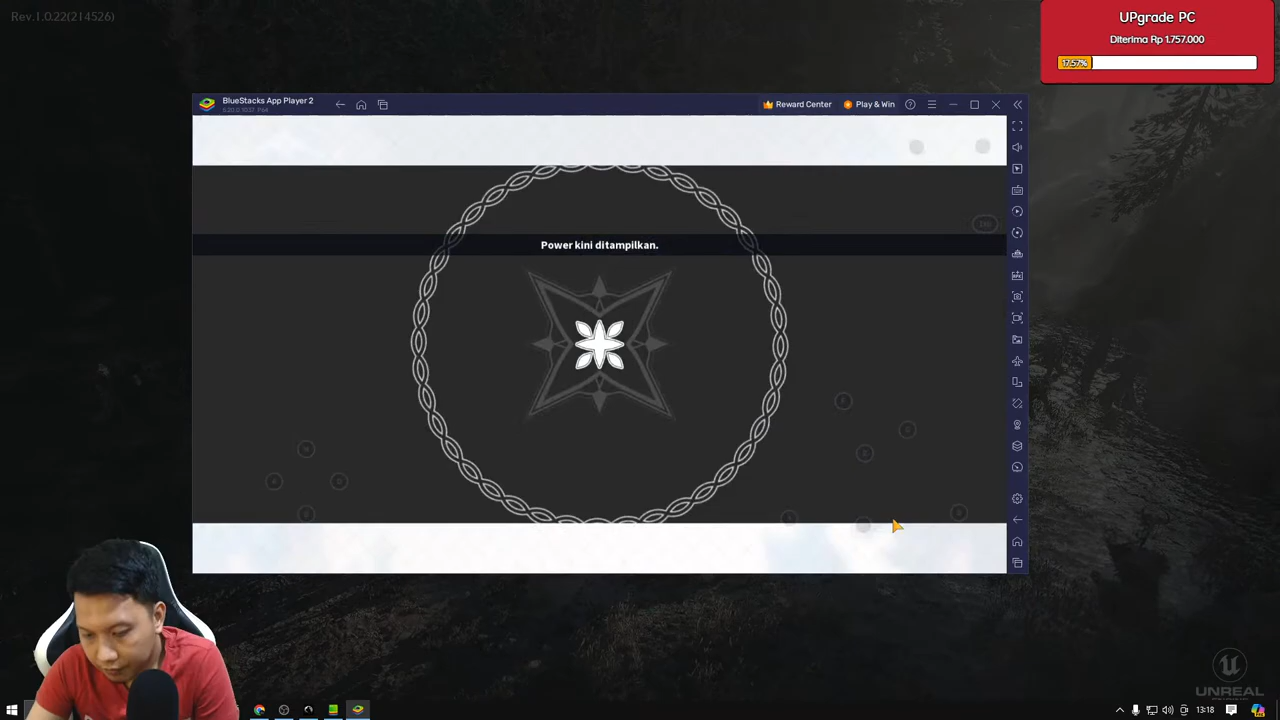 Rev.1.0.22(214526)
UPgrade PC
Diterima Rp 1.757.000
17.57%
BlueStacks App Player 2
Reward Center
Play & Win
Power kini ditampilkan.
UNREAL
13:18